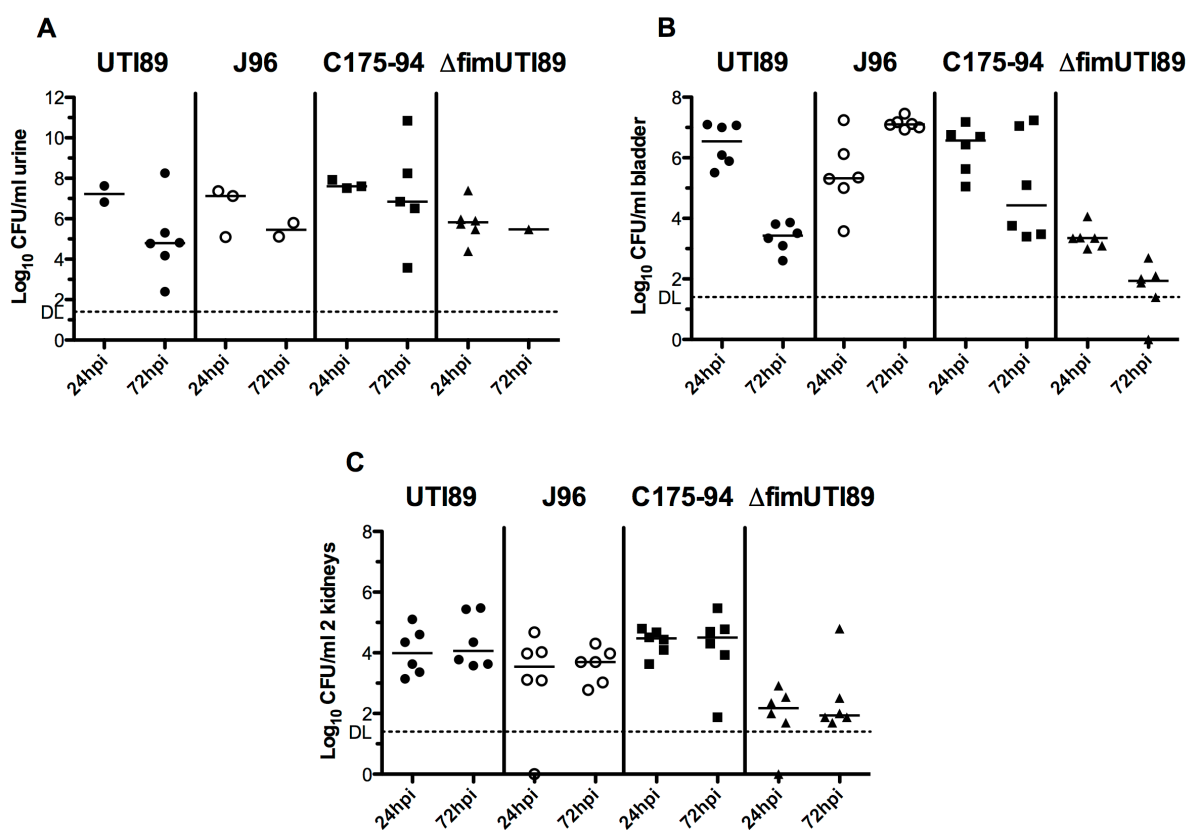 A
UTI89 J96 C175-94 ΔfimUTI89
Log10 CFU/ml urine
12
10
8
6
4
2
DL
0
24hpi 72hpi 24hpi 72hpi 24hpi 72hpi 24hpi 72hpi
B
UTI89 J96 C175-94 ΔfimUTI89
Log10 CFU/ml bladder
8
6
4
2
DL
0
24hpi 72hpi 24hpi 72hpi 24hpi 72hpi 24hpi 72hpi
C
UTI89 J96 C175-94 ΔfimUTI89
Log10 CFU/ml 2 kidneys
8
6
4
2
DL
0
24hpi 72hpi 24hpi 72hpi 24hpi 72hpi 24hpi 72hpi